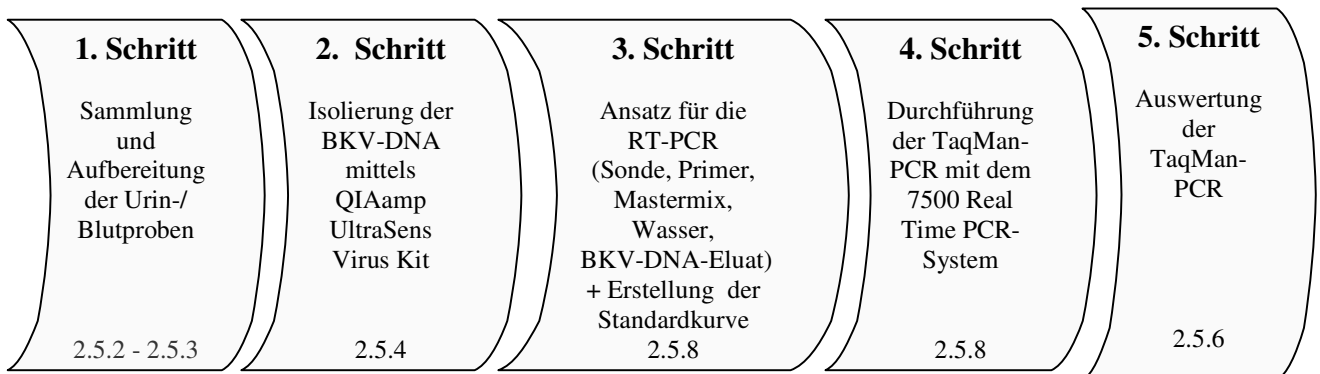 1. Schritt
Sammlung
und
Aufbereitung
der Urin-/
Blutproben
2.5.2 - 2.5.3
2. Schritt
Isolierung der
BKV-DNA
mittels
QIAamp
UltraSens
Virus Kit
2.5.4
3. Schritt
Ansatz für die
RT-PCR
(Sonde, Primer,
Mastermix,
Wasser,
BKV-DNA-Eluat)
+ Erstellung der
Standardkurve
2.5.8
4. Schritt
Durchführung
der TaqMan-
PCR mit dem
7500 Real
Time PCR-
System
2.5.8
5. Schritt
Auswertung
der
TaqMan-
PCR
2.5.6